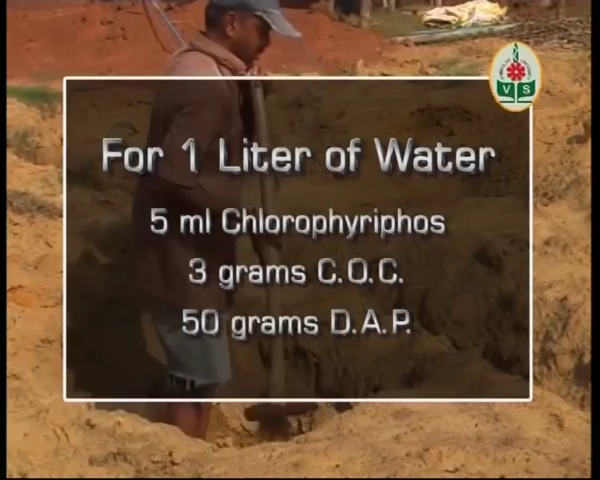 For 1 Liter of Water
5 ml Chlorophyriphos
3 grams C.O.C.
50 grams D.A.P.
V S